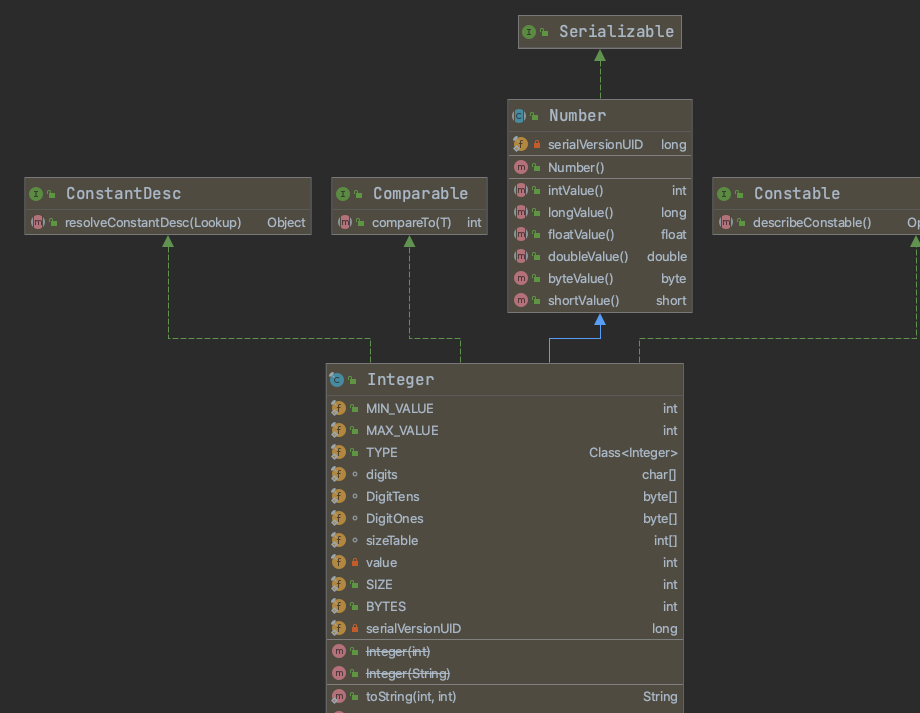 Serializable
Number
serialVersionUID long
Number()
intValue() int
longValue() long
floatValue() float
doubleValue() double
byteValue() byte
shortValue() short
ConstantDesc
resolveConstantDesc(Lookup) Object
Comparable
compareTo(T) int
Constable
describeConstable() Op
Integer
MIN_VALUE int
MAX_VALUE int
TYPE Class<Integer>
digits char[]
DigitTens byte[]
DigitOnes byte[]
sizeTable int[]
value int
SIZE int
BYTES int
serialVersionUID long
Integer(int)
Integer(String)
toString(int, int) String